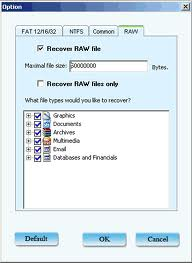 Option
FAT 12/16/32 NTFS Common RAW
Recover RAW file
Maximal file size: 50000000 Bytes.
Recover RAW files only
What file types would you like to recover?
Graphics
Documents
Archives
Multimedia
Email
Databases and Financials
Default OK Cancel